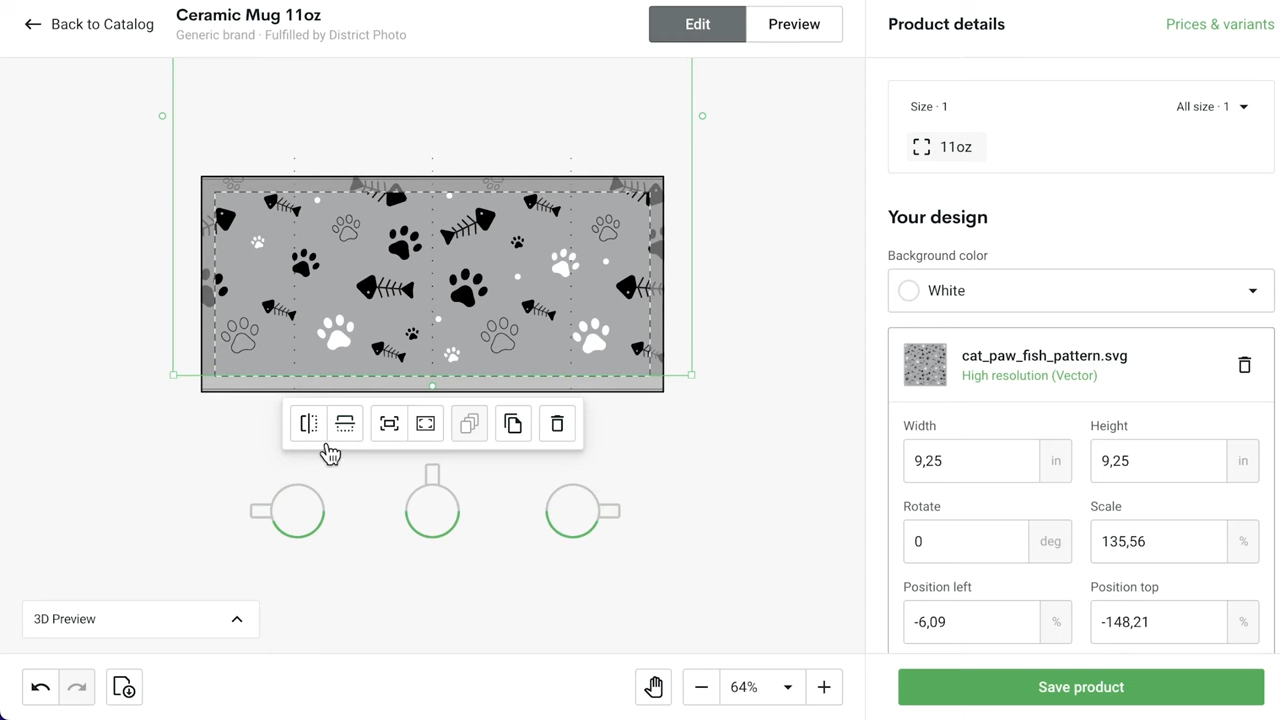 Back to Catalog
Ceramic Mug 11oz
Generic brand · Fulfilled by District Photo
Edit
Preview
Product details
Prices & variants
Size · 1
All size · 1
11oz
Your design
Background color
White
cat_paw_fish_pattern.svg
High resolution (Vector)
Width
Height
9,25
in
9,25
in
Rotate
Scale
0
deg
135,56
%
Position left
Position top
-6,09
%
-148,21
%
3D Preview
64%
Save product